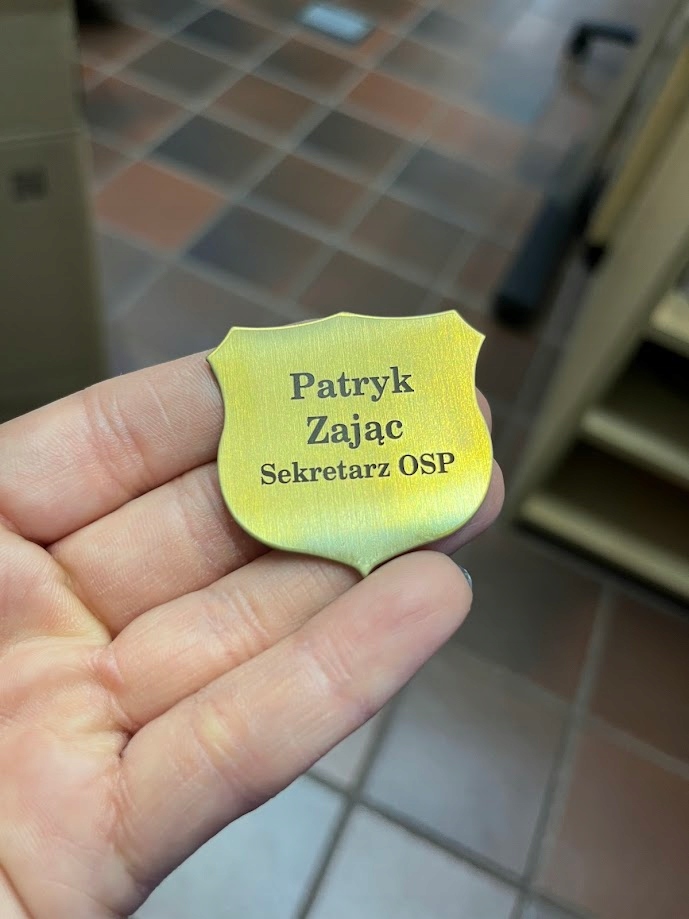 Patryk
Zając
Sekretarz OSP